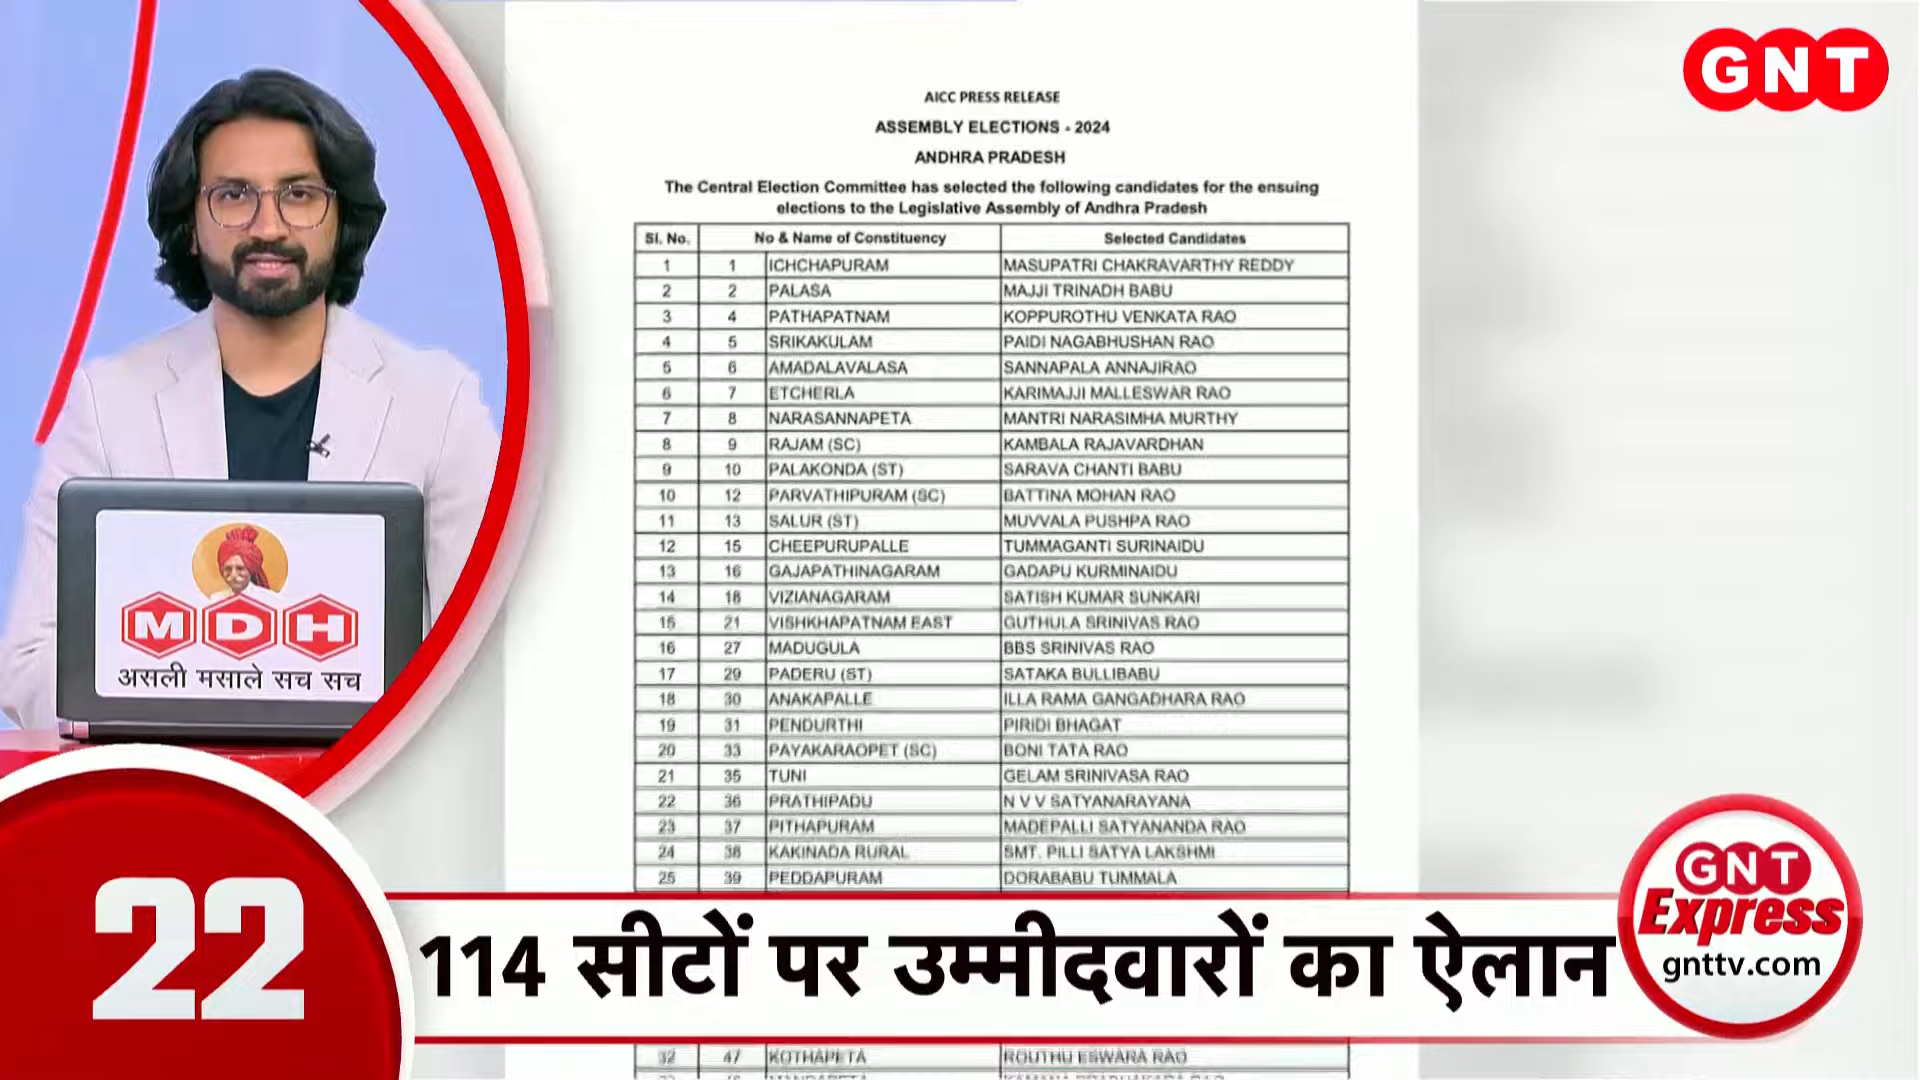 GNT
AICC PRESS RELEASE
ASSEMBLY ELECTIONS - 2024
ANDHRA PRADESH
The Central Election Committee has selected the following candidates for the ensuing
elections to the Legislative Assembly of Andhra Pradesh
Sl. No. No & Name of Constituency Selected Candidates
1 1 ICHCHAPURAM MASUPATRI CHAKRAVARTHY REDDY
2 2 PALASA MAJJI TRINADH BABU
3 4 PATHAPATNAM KOPPUROTHU VENKATA RAO
4 5 SRIKAKULAM PAIDI NAGABHUSHAN RAO
5 6 AMADALAVALASA SANNAPALA ANNAJIRAO
6 7 ETCHERLA KARIMAJJI MALLESWAR RAO
7 8 NARASANNAPETA MANTRI NARASIMHA MURTHY
8 9 RAJAM (SC) KAMBALA RAJAVARDHAN
9 10 PALAKONDA (ST) SARAVA CHANTI BABU
10 12 PARVATHIPURAM (SC) BATTINA MOHAN RAO
11 13 SALUR (ST) MUVVALA PUSHPA RAO
12 15 CHEEPURUPALLE TUMMAGANTI SURINAIDU
13 16 GAJAPATHINAGARAM GADAPU KURMINAIDU
14 18 VIZIANAGARAM SATISH KUMAR SUNKARI
15 21 VISHKHAPATNAM EAST GUTHULA SRINIVAS RAO
16 27 MADUGULA BBS SRINIVAS RAO
17 29 PADERU (ST) SATAKA BULLIBABU
18 30 ANAKAPALLE ILLA RAMA GANGADHARA RAO
19 31 PENDURTHI PIRIDI BHAGAT
20 33 PAYAKARAOPET (SC) BONI TATA RAO
21 35 TUNI GELAM SRINIVASA RAO
22 36 PRATHIPADU N V V SATYANARAYANA
23 37 PITHAPURAM MADEPALLI SATYANANDA RAO
24 38 KAKINADA RURAL SMT. PILLI SATYA LAKSHMI
25 39 PEDDAPURAM DORABABU TUMMALA
32 47 KOTHAPETA ROUTHU ESWARA RAO
MDH
असली मसाले सच सच
22
114 सीटों पर उम्मीदवारों का ऐलान
GNT
Express
gnttv.com